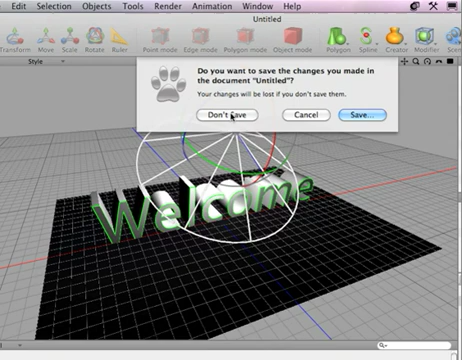 Edit Selection Objects Tools Render Animation Window Help
Untitled
Transform Move Scale Rotate Ruler Point mode Edge mode Polygon mode Object mode Polygon Spline Creator Modifier Scen
Style
Do you want to save the changes you made in
the document "Untitled"?
Your changes will be lost if you don't save them.
Don't Save Cancel Save...
Welcome